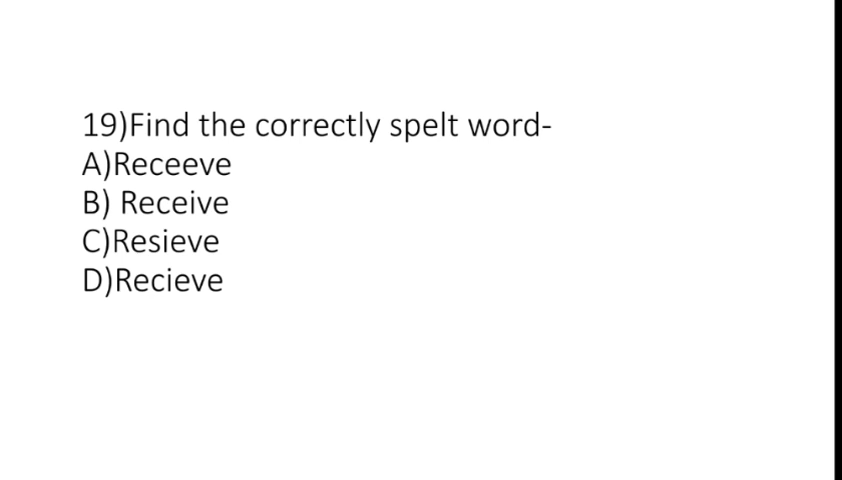 19)Find the correctly spelt word-
A)Receeve
B) Receive
C)Resieve
D)Recieve